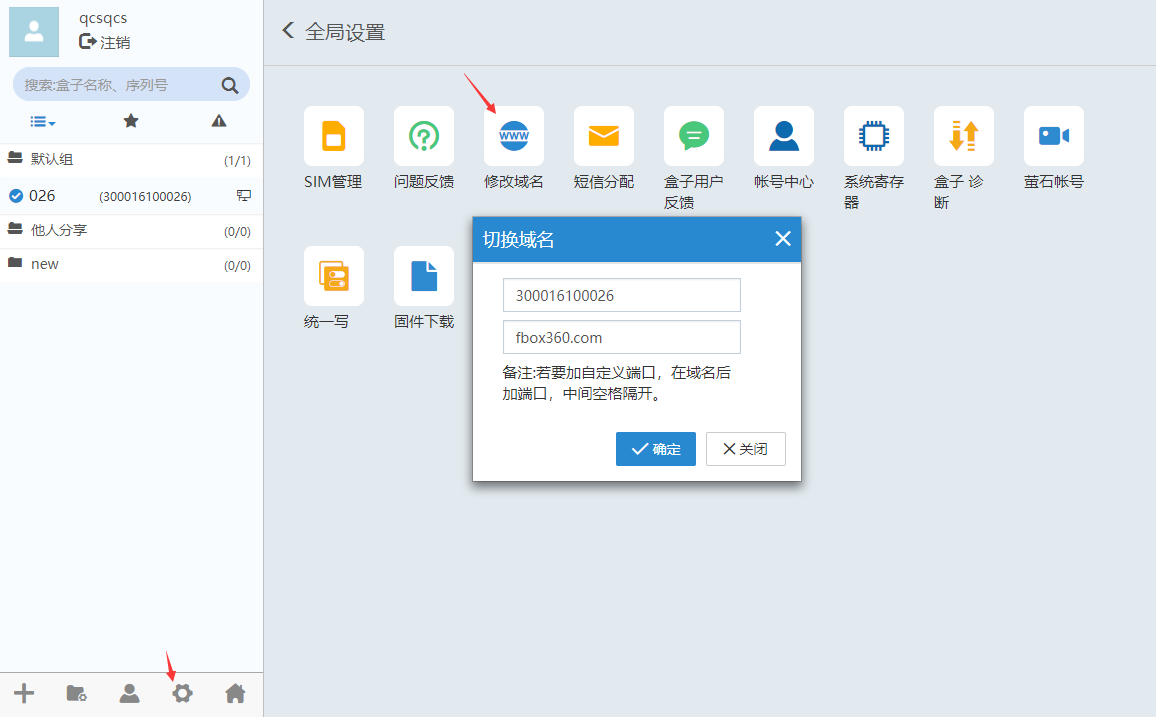 qcsqcs
注销
搜索:盒子名称、序列号
默认组 (1/1)
026 (300016100026)
他人分享 (0/0)
new (0/0)
全局设置
SIM管理
问题反馈
WWW
修改域名
短信分配
盒子用户
反馈
帐号中心
系统寄存
器
盒子 诊
断
萤石帐号
统一写
固件下载
切换域名
300016100026
fbox360.com
备注:若要加自定义端口，在域名后
加端口，中间空格隔开。
确定
关闭